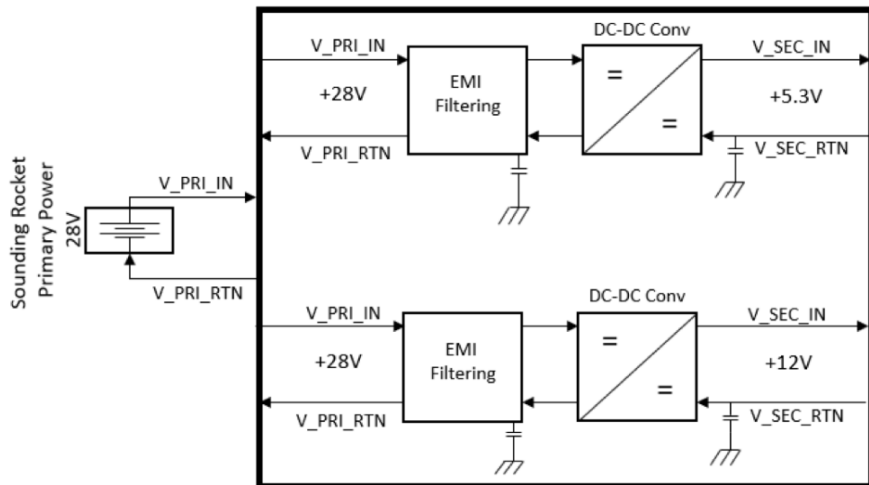 DC-DC Conv
V_PRI_IN
V_SEC_IN
EMI
Filtering
=
=
+28V
+5.3V
V_PRI_RTN
V_SEC_RTN
Sounding Rocket
Primary Power
28V
V_PRI_IN
V_PRI_RTN
DC-DC Conv
V_PRI_IN
V_SEC_IN
EMI
Filtering
=
=
+28V
+12V
V_PRI_RTN
V_SEC_RTN